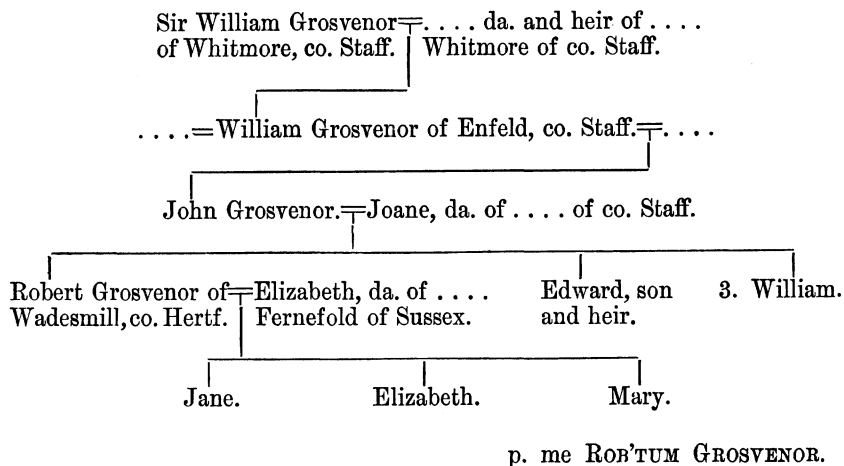 Sir William Grosvenor=. . . . da. and heir of . . . .
of Whitmore, co. Staff. Whitmore of co. Staff.
. . . .=William Grosvenor of Enfeld, co. Staff.=. . . .
John Grosvenor.=Joane, da. of . . . . of co. Staff.
Robert Grosvenor of=Elizabeth, da. of . . . . Edward, son 3. William.
Wadesmill, co. Hertf. Fernefold of Sussex. and heir.
Jane. Elizabeth. Mary.
p. me ROB'TUM GROSVENOR.